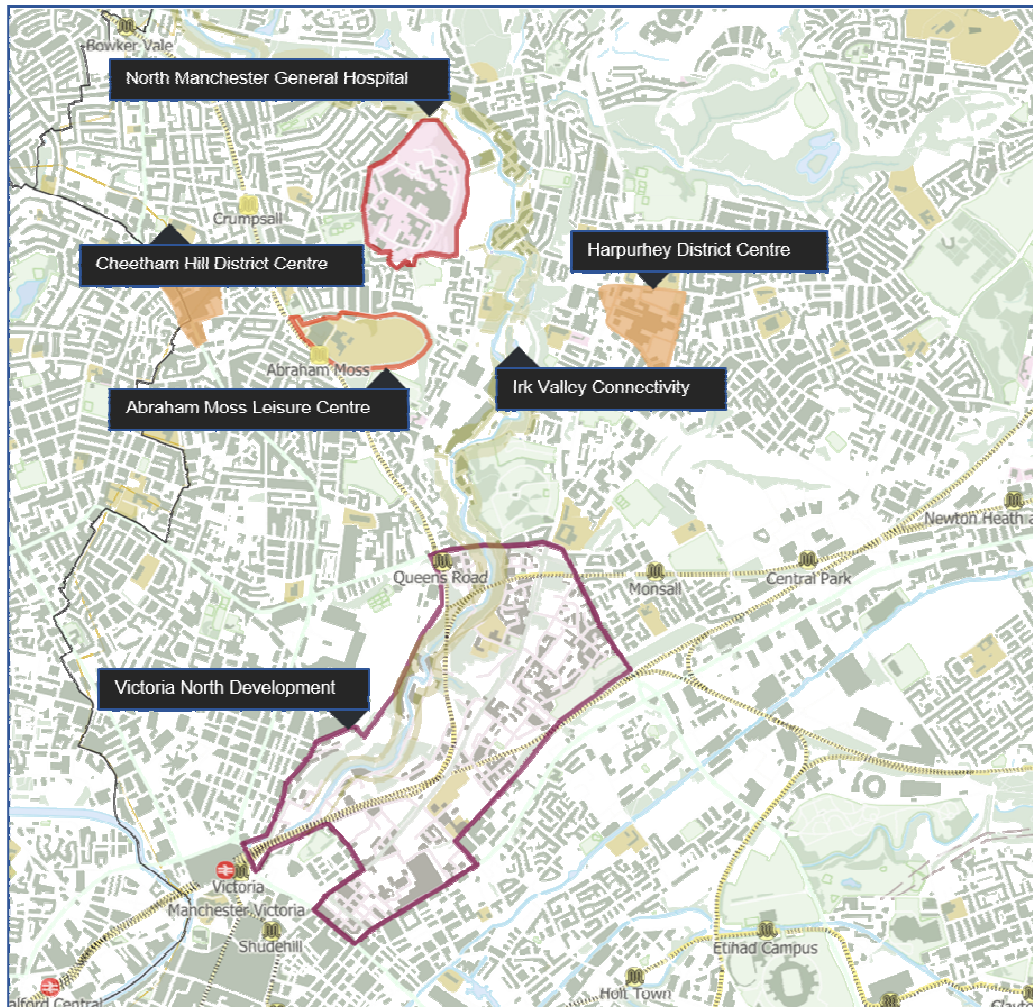 Bowker Vale
North Manchester General Hospital
Crumpsall
Cheetham Hill District Centre
Harpurhey District Centre
Abraham Moss
Irk Valley Connectivity
Abraham Moss Leisure Centre
Newton Heath a
Queens Road
Monsall
Central Park
Victoria North Development
Victoria
Manchester Victoria
Shudehill
Etihad Campus
Holt Town
alford Central